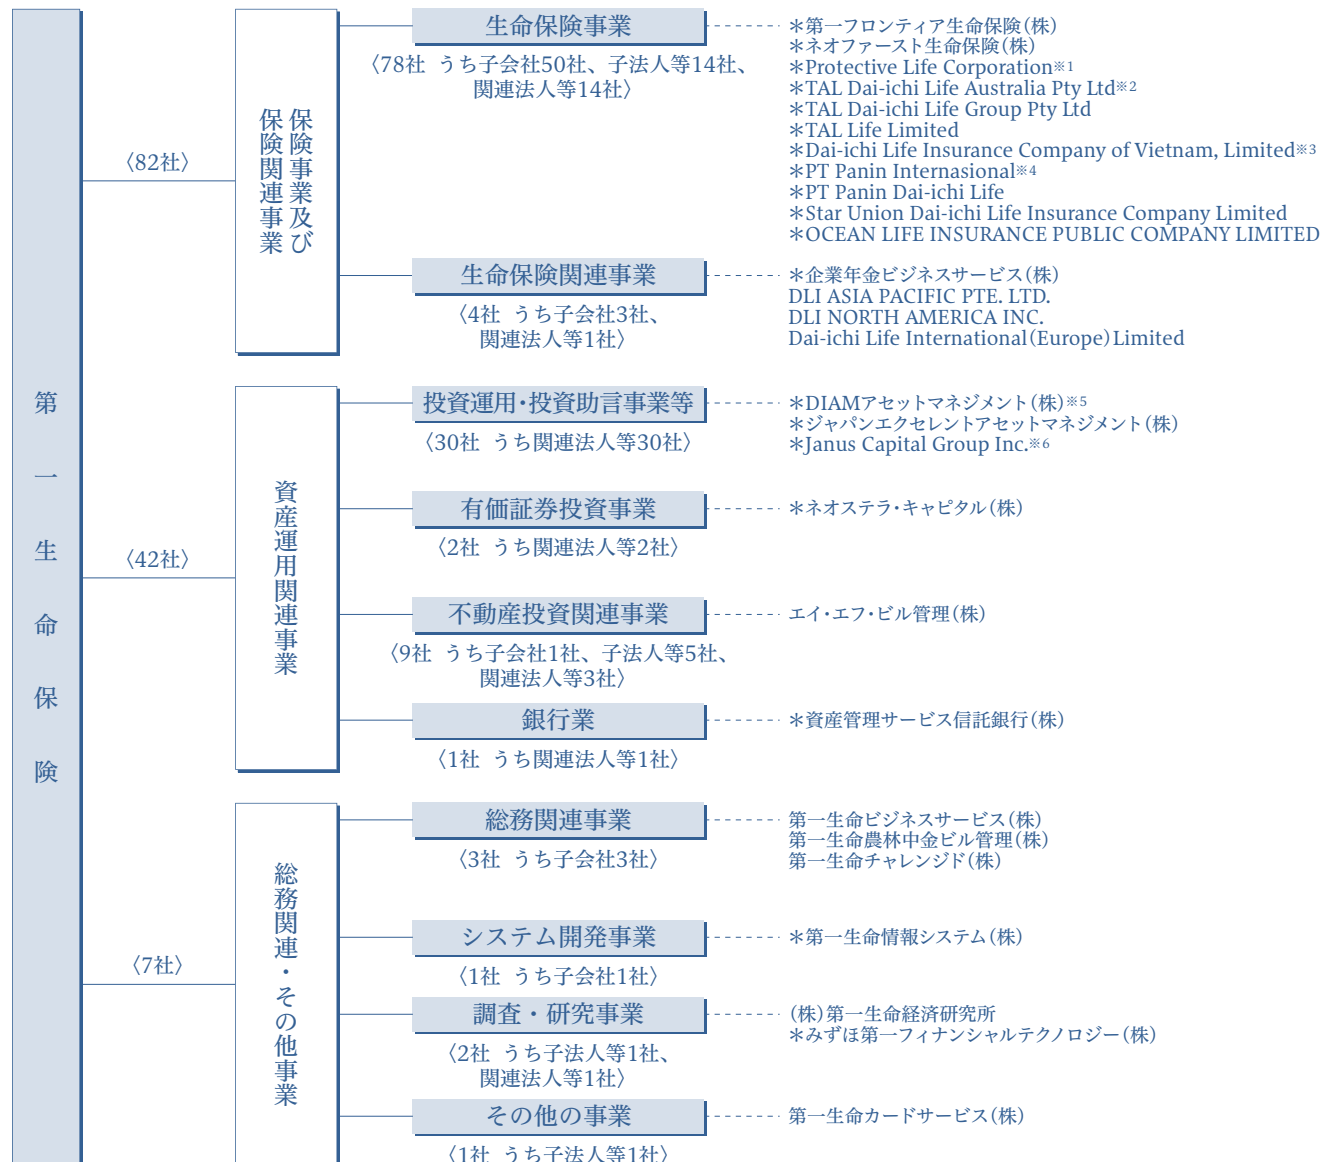 第一生命保険
〈82社〉
保険事業及び
保険関連事業
生命保険事業
〈78社 うち子会社50社、子法人等14社、
関連法人等14社〉
＊第一フロンティア生命保険(株)
＊ネオファースト生命保険(株)
＊Protective Life Corporation※1
＊TAL Dai-ichi Life Australia Pty Ltd※2
＊TAL Dai-ichi Life Group Pty Ltd
＊TAL Life Limited
＊Dai-ichi Life Insurance Company of Vietnam, Limited※3
＊PT Panin Internasional※4
＊PT Panin Dai-ichi Life
＊Star Union Dai-ichi Life Insurance Company Limited
＊OCEAN LIFE INSURANCE PUBLIC COMPANY LIMITED
生命保険関連事業
〈4社 うち子会社3社、
関連法人等1社〉
＊企業年金ビジネスサービス(株)
DLI ASIA PACIFIC PTE. LTD.
DLI NORTH AMERICA INC.
Dai-ichi Life International(Europe)Limited
〈42社〉
資産運用関連事業
投資運用・投資助言事業等
〈30社 うち関連法人等30社〉
＊DIAMアセットマネジメント(株)※5
＊ジャパンエクセレントアセットマネジメント(株)
＊Janus Capital Group Inc.※6
有価証券投資事業
〈2社 うち関連法人等2社〉
＊ネオステラ・キャピタル(株)
不動産投資関連事業
〈9社 うち子会社1社、子法人等5社、
関連法人等3社〉
エイ・エフ・ビル管理(株)
銀行業
〈1社 うち関連法人等1社〉
＊資産管理サービス信託銀行(株)
〈7社〉
総務関連・その他事業
総務関連事業
〈3社 うち子会社3社〉
第一生命ビジネスサービス(株)
第一生命農林中金ビル管理(株)
第一生命チャレンジド(株)
システム開発事業
〈1社 うち子会社1社〉
＊第一生命情報システム(株)
調査・研究事業
〈2社 うち子法人等1社、
関連法人等1社〉
(株)第一生命経済研究所
＊みずほ第一フィナンシャルテクノロジー(株)
その他の事業
〈1社 うち子法人等1社〉
第一生命カードサービス(株)